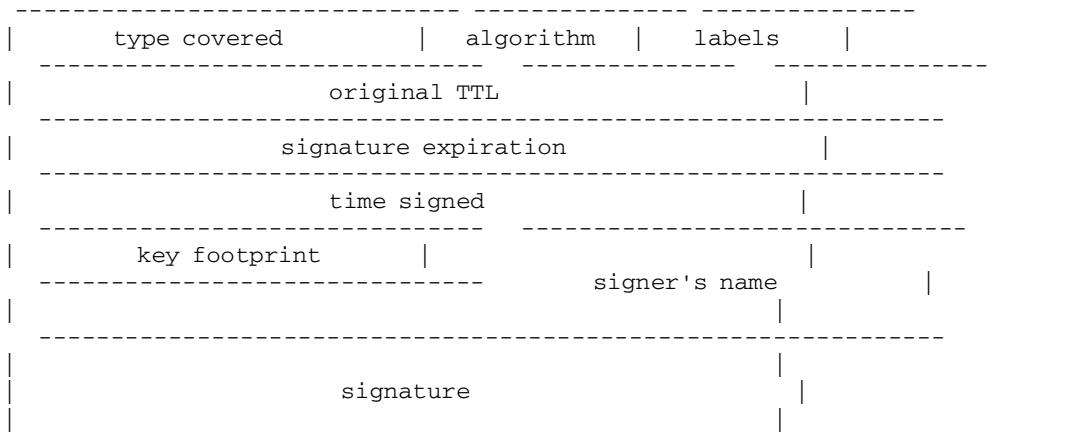 type covered | algorithm | labels |
original TTL
signature expiration
time signed
key footprint
signer's name
signature